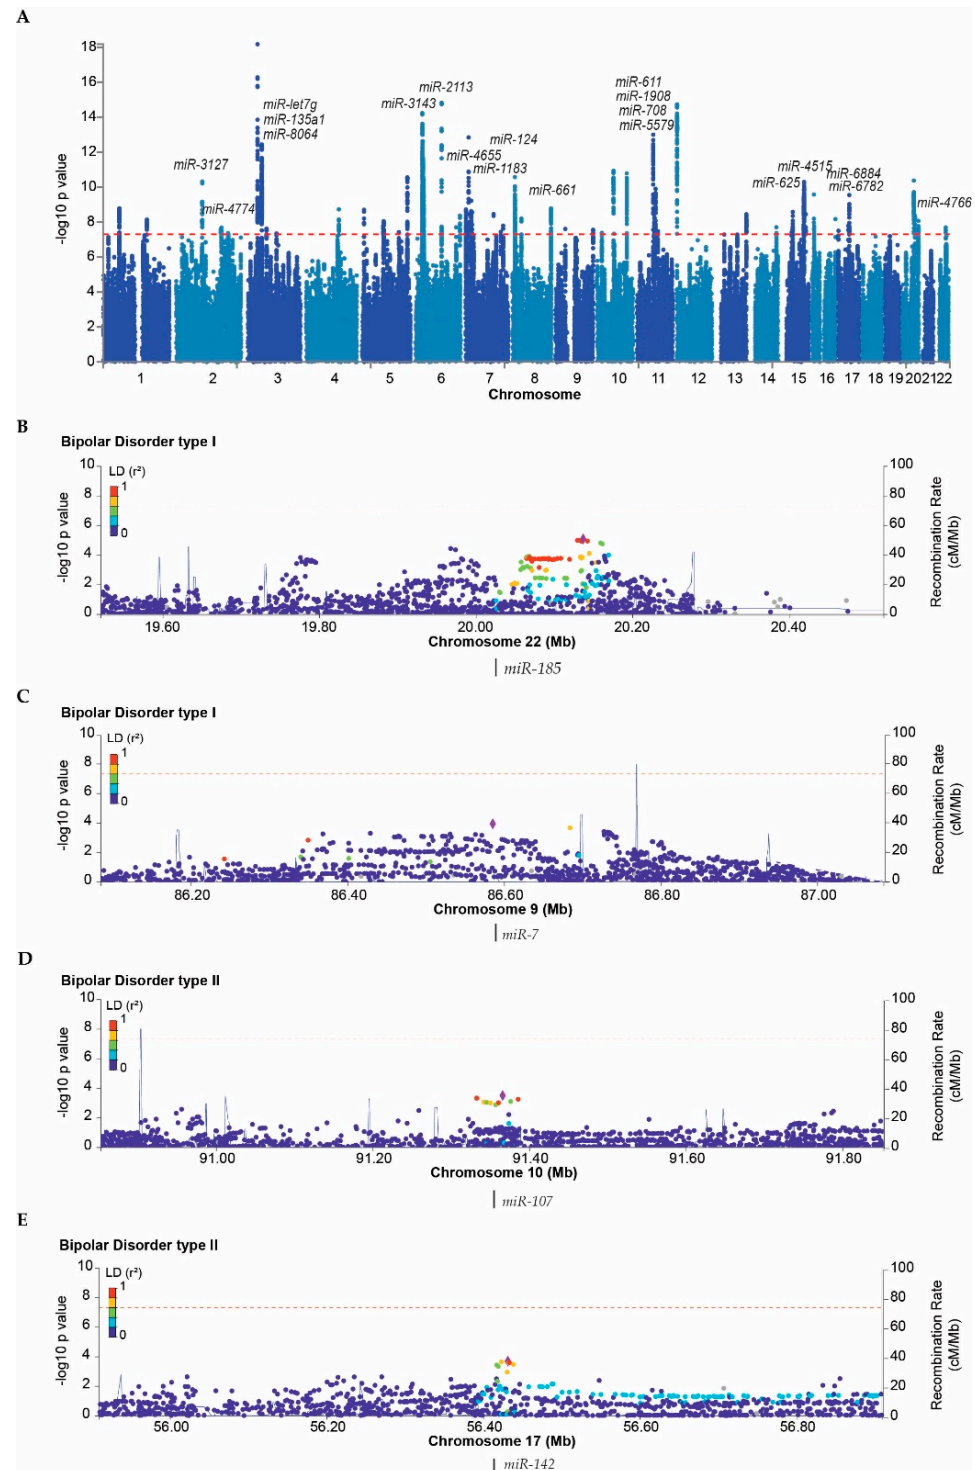 A
-log10 p value
18
16
14
12
10
8
6
4
2
0
miR-3127
miR-4774
miR-let7g
miR-135a1
miR-8064
miR-2113
miR-3143
miR-124
miR-4655
miR-1183
miR-661
miR-611
miR-1908
miR-708
miR-5579
miR-4515
miR-625
miR-6884
miR-6782
miR-4766
1 2 3 4 5 6 7 8 9 10 11 12 13 14 15 16 17 18 19 20 21 22
Chromosome
B
Bipolar Disorder type I
LD (r²)
1
0
-log10 p value
10
8
6
4
2
0
100
80
60
40
20
0
Recombination Rate
(cM/Mb)
19.60 19.80 20.00 20.20 20.40
Chromosome 22 (Mb)
miR-185
C
Bipolar Disorder type I
LD (r²)
1
0
-log10 p value
10
8
6
4
2
0
100
80
60
40
20
0
Recombination Rate
(cM/Mb)
86.20 86.40 86.60 86.80 87.00
Chromosome 9 (Mb)
miR-7
D
Bipolar Disorder type II
LD (r²)
1
0
-log10 p value
10
8
6
4
2
0
100
80
60
40
20
0
Recombination Rate
(cM/Mb)
91.00 91.20 91.40 91.60 91.80
Chromosome 10 (Mb)
miR-107
E
Bipolar Disorder type II
LD (r²)
1
0
-log10 p value
10
8
6
4
2
0
100
80
60
40
20
0
Recombination Rate
(cM/Mb)
56.00 56.20 56.40 56.60 56.80
Chromosome 17 (Mb)
miR-142